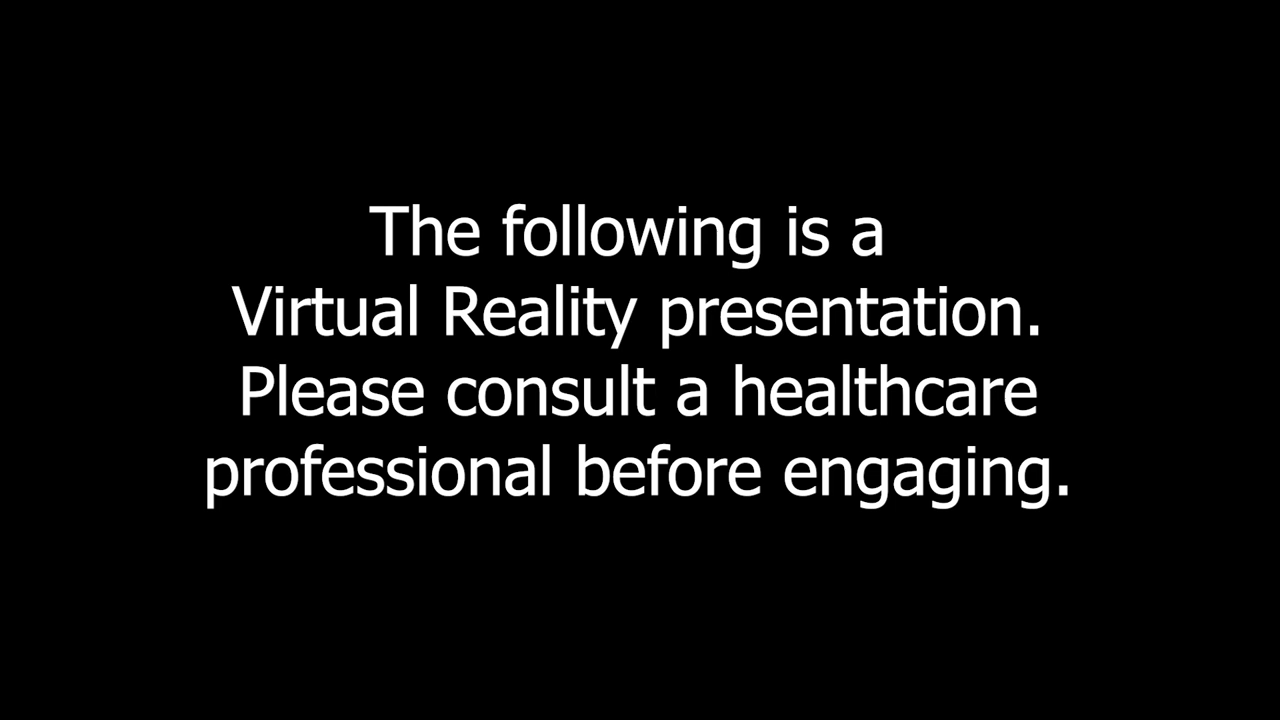 The following is a
Virtual Reality presentation.
Please consult a healthcare
professional before engaging.